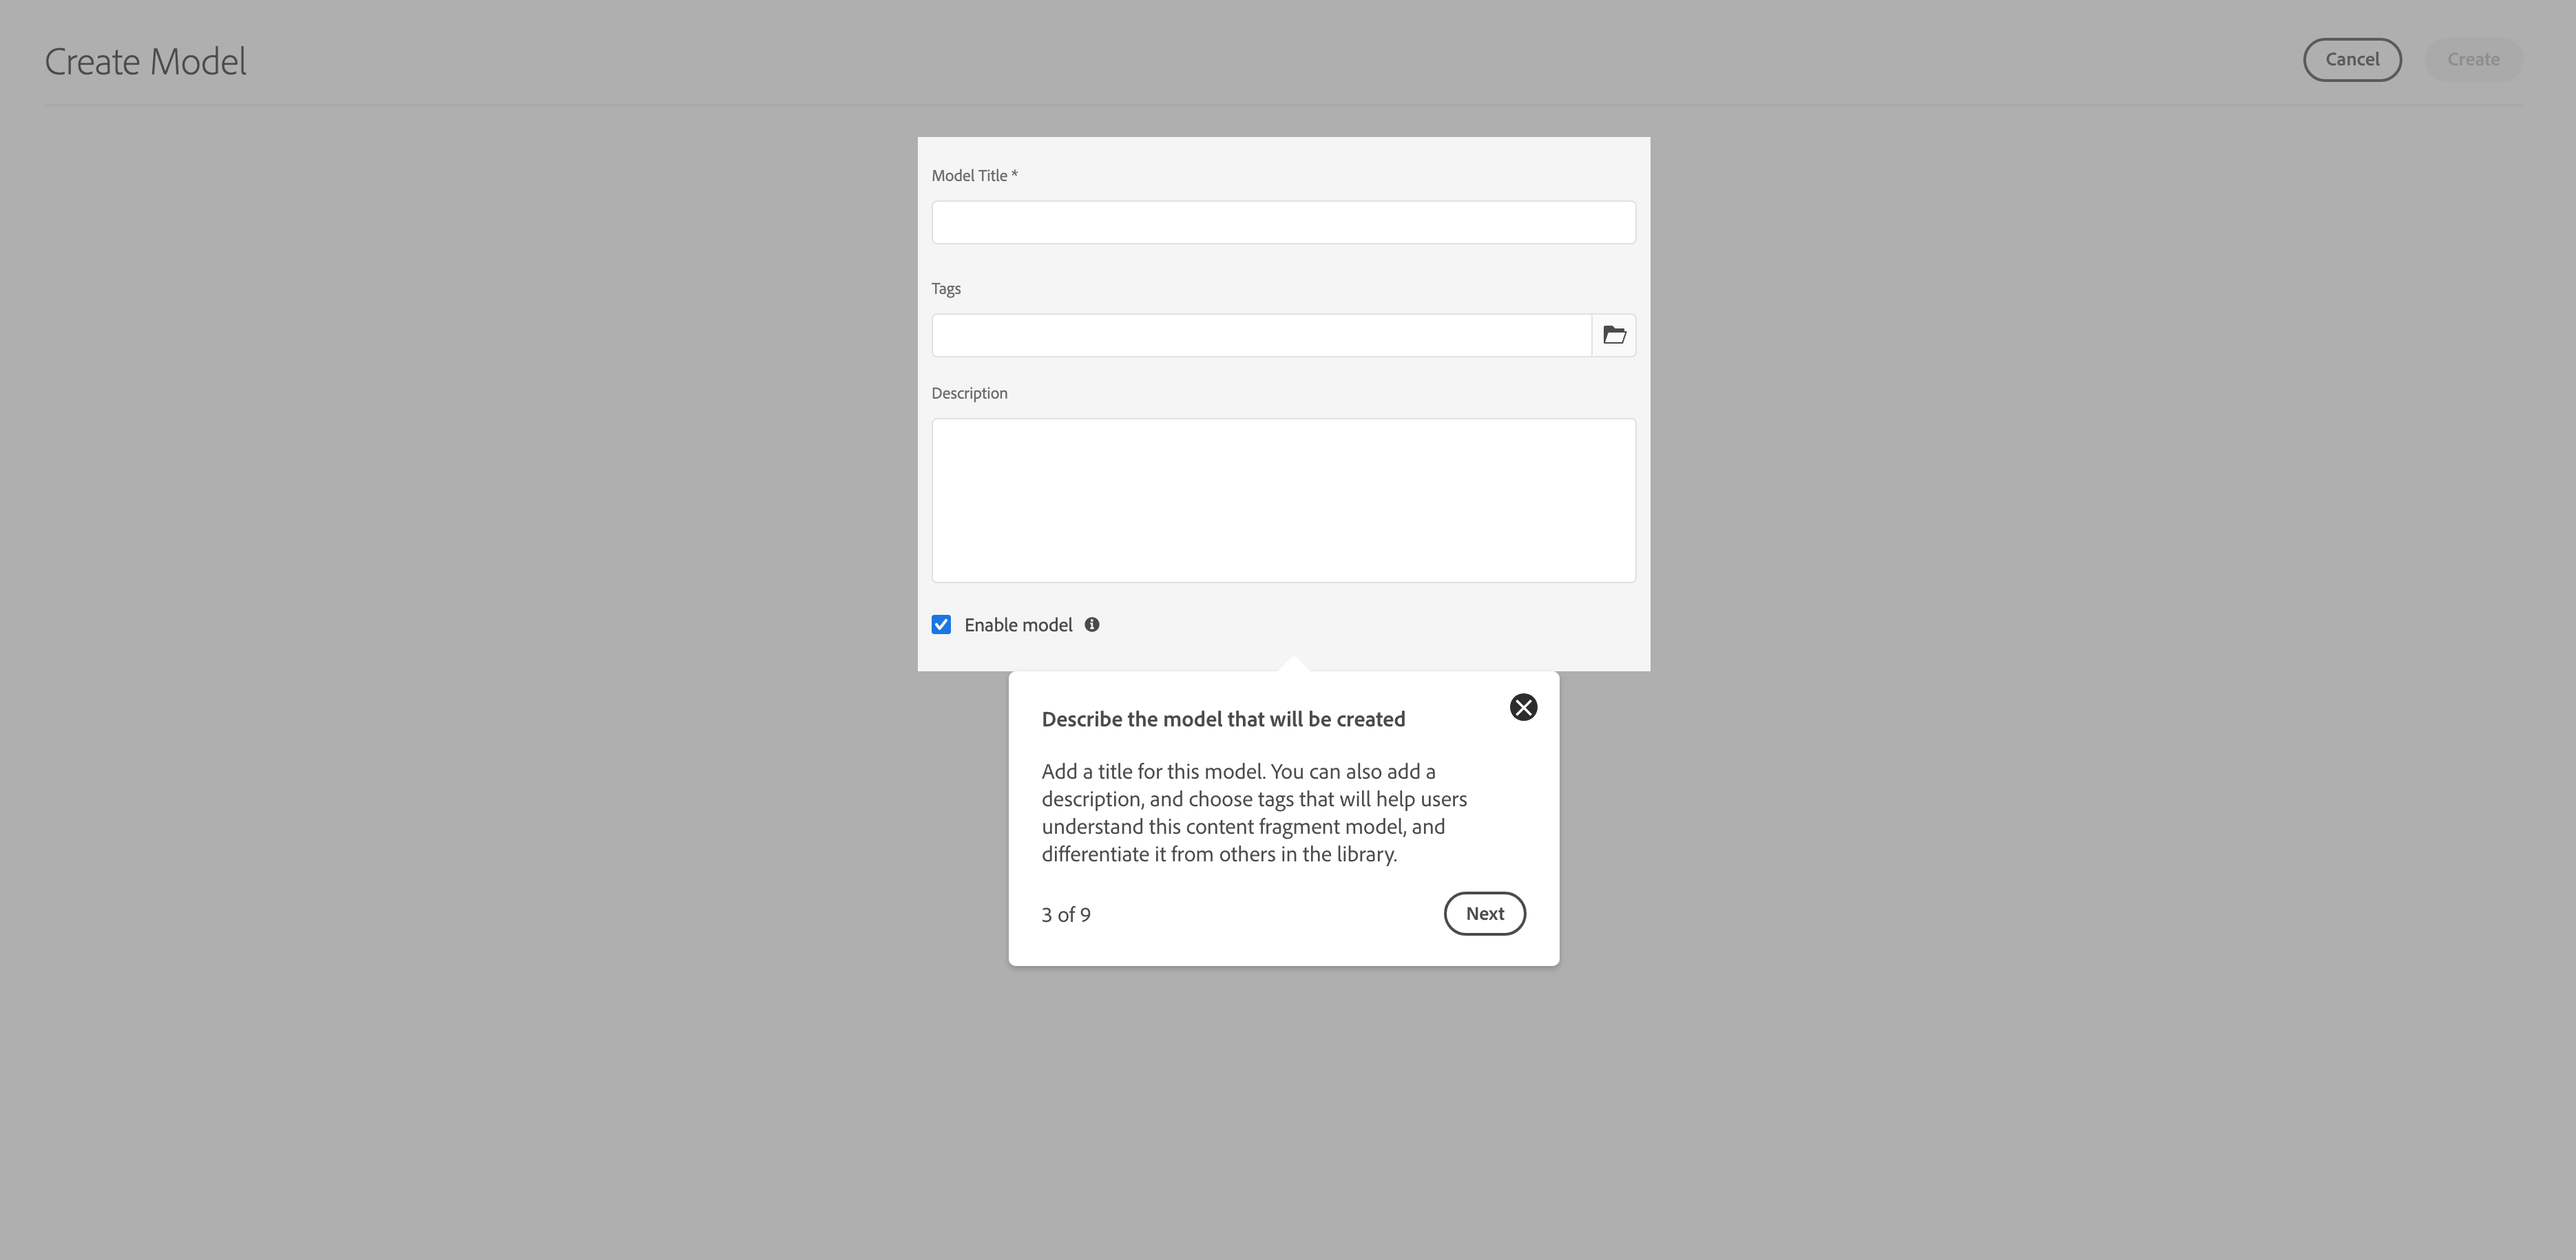 Create Model
Cancel
Create
Model Title *
Tags
Description
Enable model
Describe the model that will be created
Add a title for this model. You can also add a
description, and choose tags that will help users
understand this content fragment model, and
differentiate it from others in the library.
3 of 9
Next